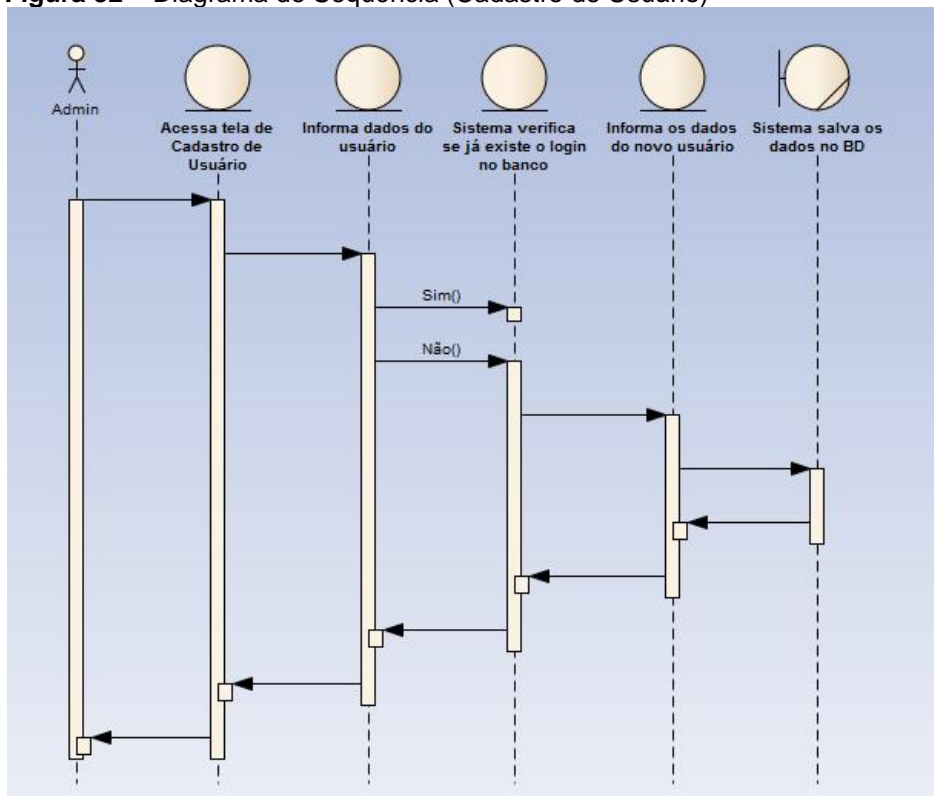 Figura – Diagrama de Sequência (Cadastro de Usuário)
Admin
Acessa tela de
Cadastro de
Usuário
Informa dados do
usuário
Sistema verifica
se já existe o login
no banco
Informa os dados
do novo usuário
Sistema salva os
dados no BD
Sim()
Não()